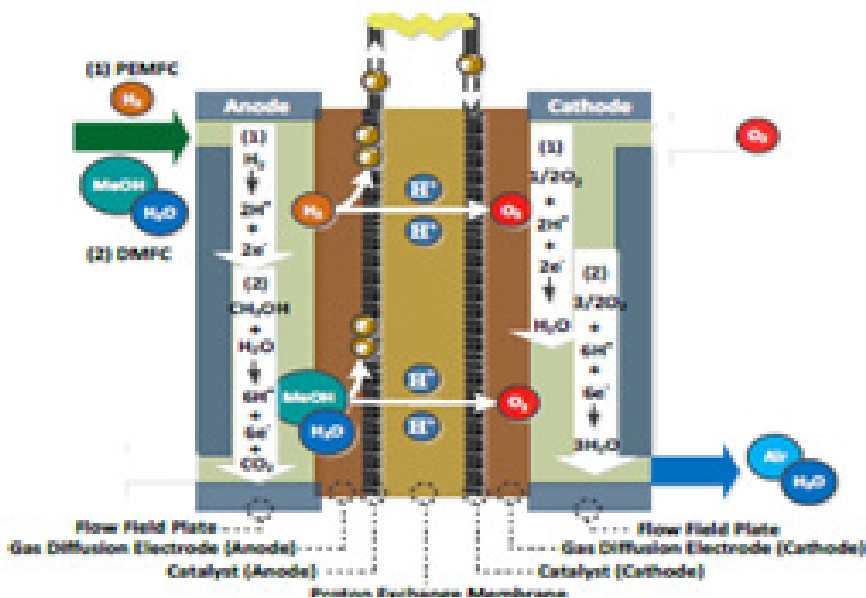 (1) PEMFC
H₂
MeOH
H₂O
(2) DMFC
Anode
(1)
H₂
2H⁺
+
2e⁻
(2)
CH₃OH
+
H₂O
6H⁺
+
6e⁻
+
CO₂
H₂
MeOH
H₂O
H⁺
H⁺
H⁺
H⁺
O₂
O₂
Cathode
(1)
1/2O₂
+
2H⁺
+
2e⁻
H₂O
(2)
3/2O₂
+
6H⁺
+
6e⁻
3H₂O
O₂
Air
H₂O
Flow Field Plate
Gas Diffusion Electrode (Anode)
Catalyst (Anode)
Proton Exchange Membrane
Flow Field Plate
Gas Diffusion Electrode (Cathode)
Catalyst (Cathode)